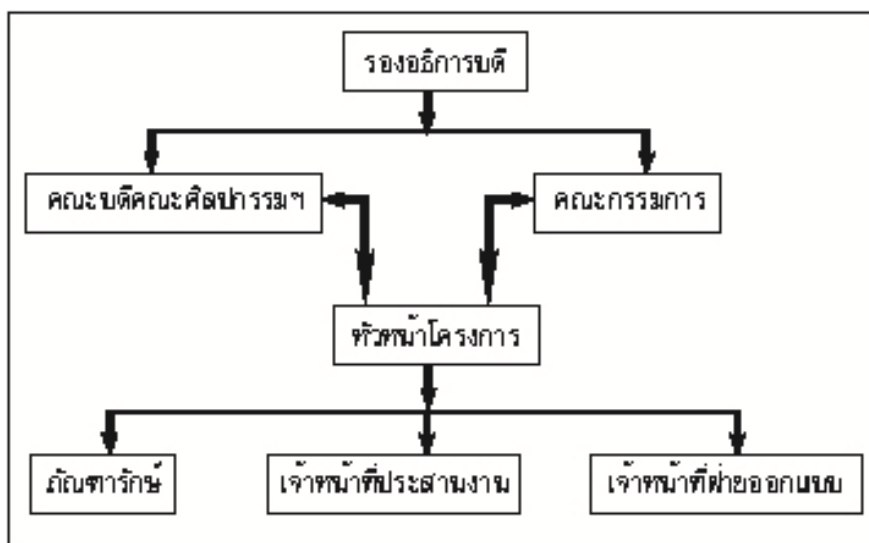 รองอธิการบดี
คณะบดีคณะศิลปกรรมฯ
คณะกรรมการ
หัวหน้าโครงการ
ภัณฑารักษ์
เจ้าหน้าที่ประสานงาน
เจ้าหน้าที่ฝ่ายออกแบบ